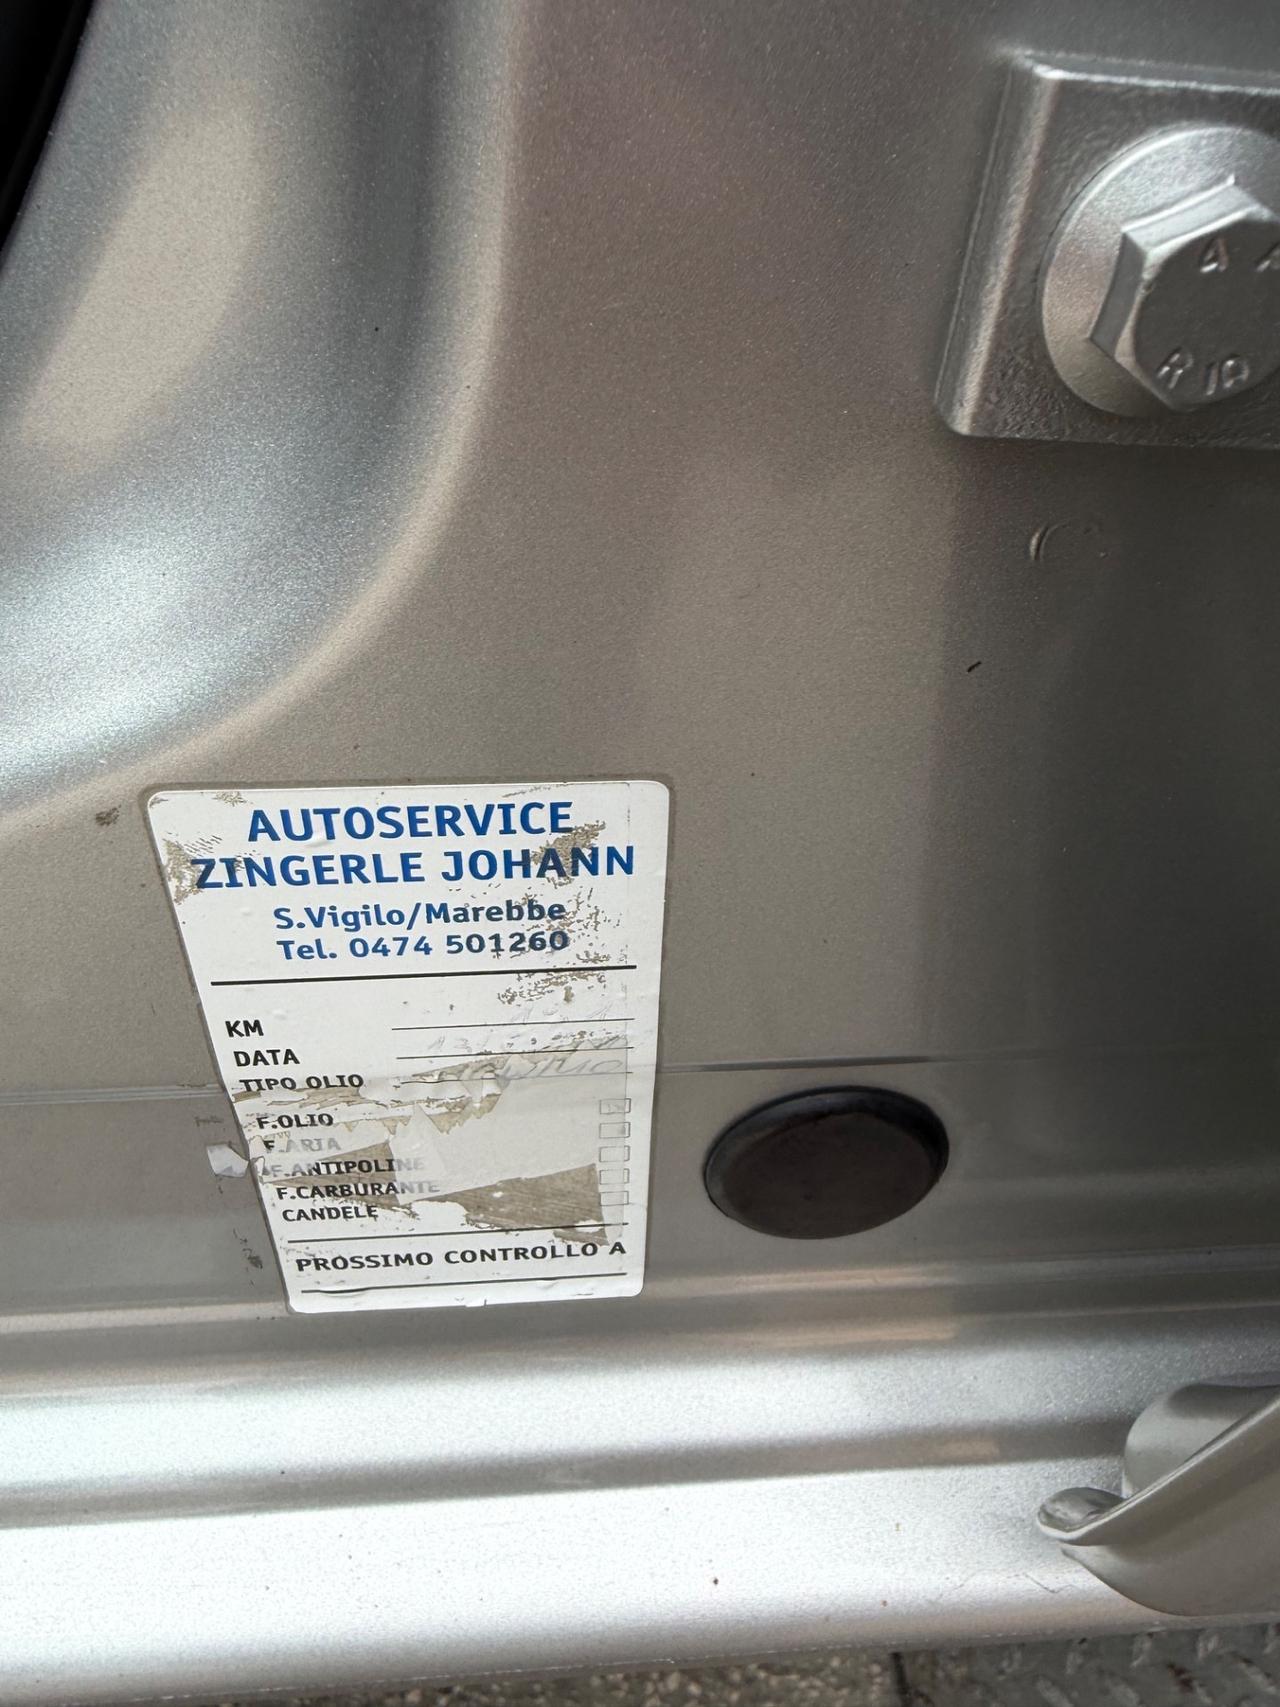 AUTOSERVICE
ZINGERLE JOHANN
S.Vigilo/Marebbe
Tel. 0474 501260
KM
DATA
TIPO OLIO
F.OLIO
F.ARIA
F.ANTIPOLINE
F.CARBURANTE
CANDELE
PROSSIMO CONTROLLO A